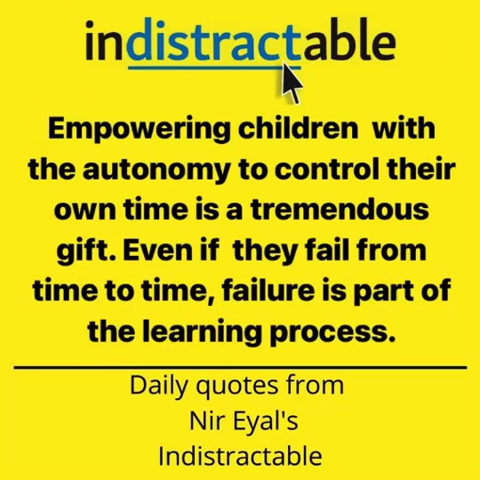 indistractable
Empowering children with
the autonomy to control their
own time is a tremendous
gift. Even if they fail from
time to time, failure is part of
the learning process.
Daily quotes from
Nir Eyal's
Indistractable